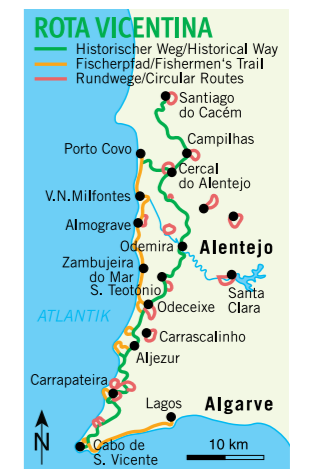 ROTA VICENTINA
Historischer Weg/Historical Way
Fischerpfad/Fishermen's Trail
Rundwege/Circular Routes
Santiago
do Cacém
Campilhas
Porto Covo
Cercal
do Alentejo
V.N.Milfontes
Almograve
Odemira
Alentejo
Zambujeira
do Mar
S. Teotónio
Santa
Clara
Odeceixe
ATLANTIK
Carrascalinho
Aljezur
Carrapateira
Lagos
Algarve
N
Cabo de
S. Vicente
10 km